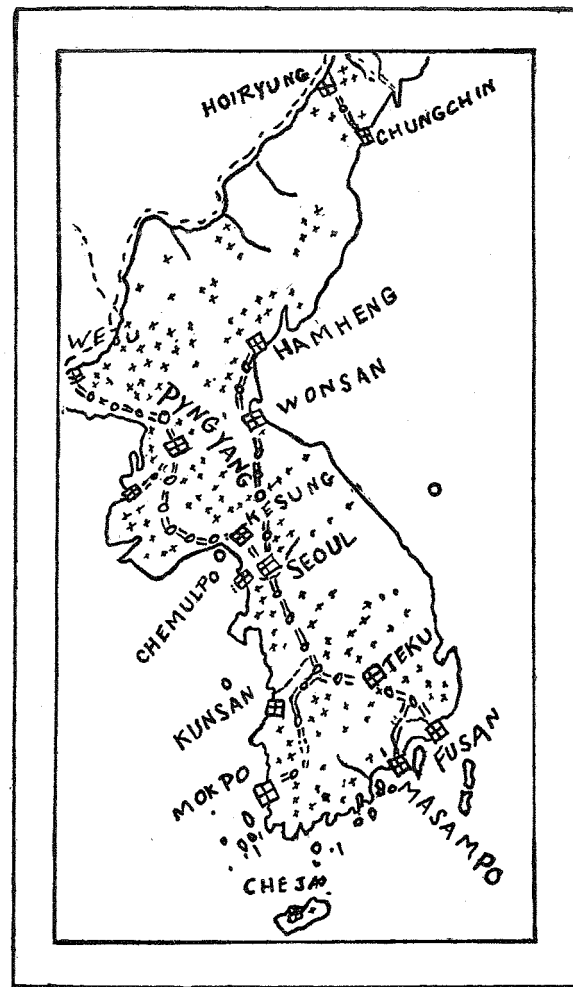 HOIRYUNG
CHUNGCHIN
WEJU
HAMHENG
PYNGYANG
WONSAN
KESUNG
SEOUL
CHEMULPO
TEKU
KUNSAN
FUSAN
MOKPO
MASAMPO
CHEJAO